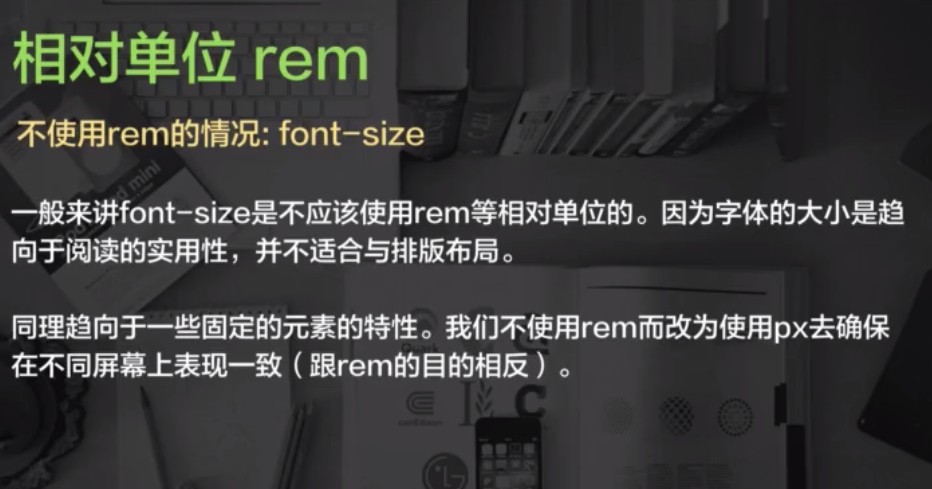 相对单位 rem
不使用rem的情况: font-size
一般来讲font-size是不应该使用rem等相对单位的。因为字体的大小是趋
向于阅读的实用性，并不适合与排版布局。
同理趋向于一些固定的元素的特性。我们不使用rem而改为使用px去确保
在不同屏幕上表现一致（跟rem的目的相反）。